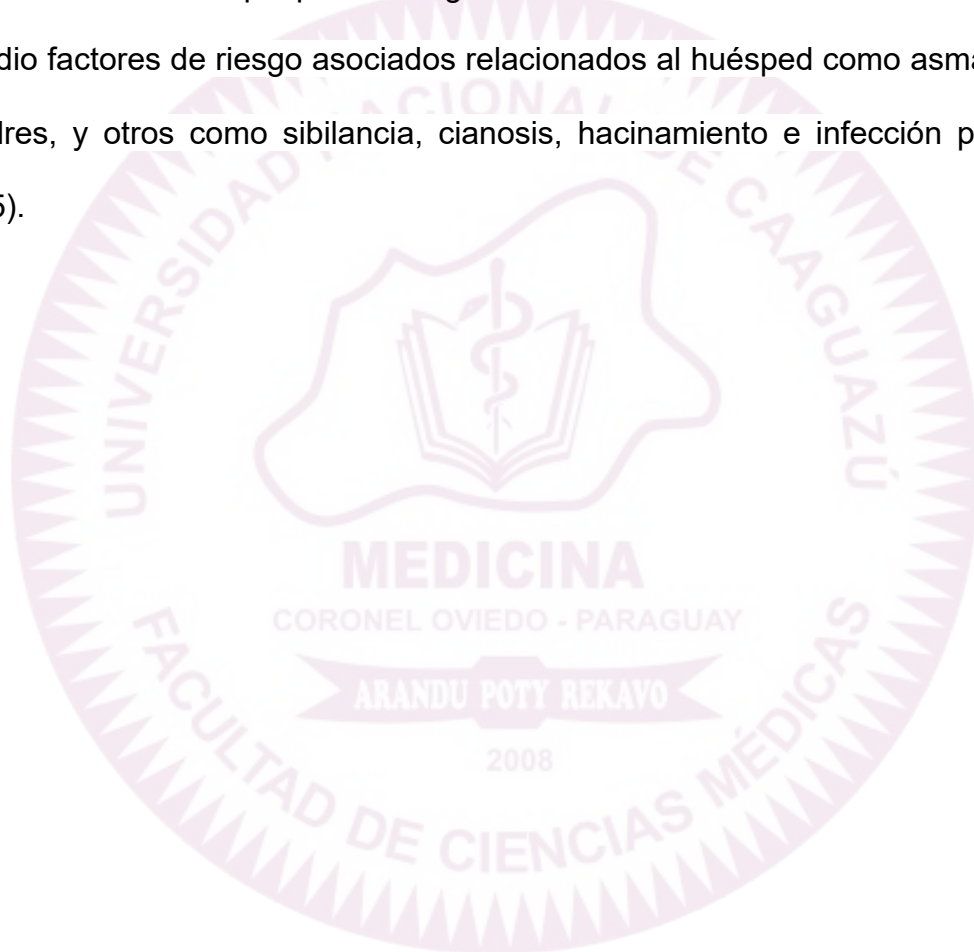 dio factores de riesgo asociados relacionados al huésped como asma
dres, y otros como sibilancia, cianosis, hacinamiento e infección p
5).
UNIVERSIDAD NACIONAL DE CAAGUAZÚ
MEDICINA
CORONEL OVIEDO - PARAGUAY
ARANDU POTY REKAVO
2008
FACULTAD DE CIENCIAS MÉDICAS